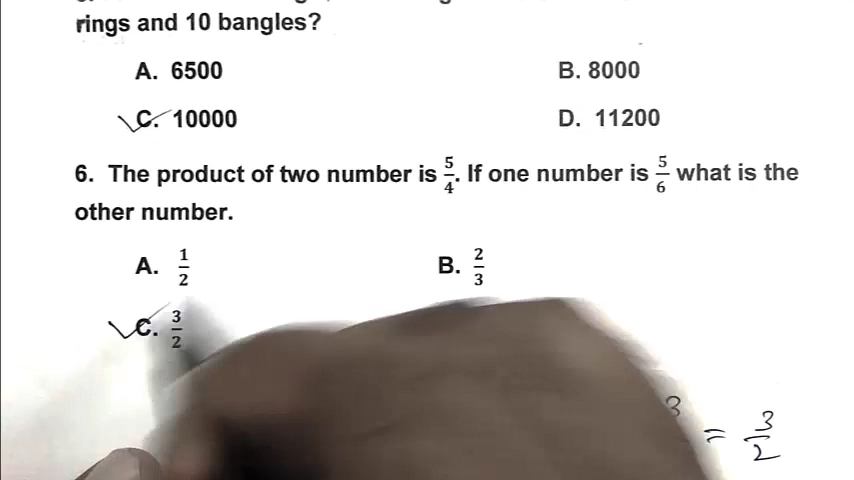 rings and 10 bangles?
A. 6500 B. 8000
C. 10000 D. 11200
6. The product of two number is 5/4. If one number is 5/6 what is the
other number.
A. 1/2 B. 2/3
C. 3/2
3 = 3/2